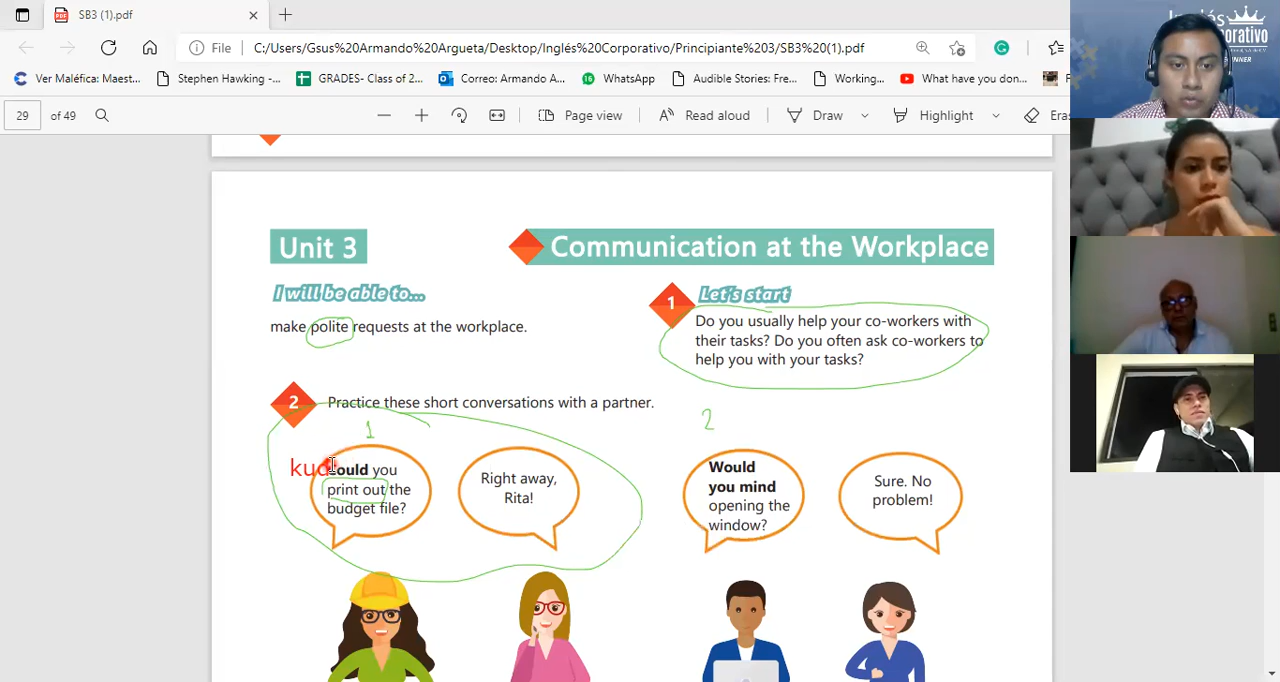 SB3 (1).pdf
File
C:/Users/Gsus%20Armando%20Argueta/Desktop/Inglés%20Corporativo/Principiante%203/SB3%20(1).pdf
Ver Maléfica: Maest...
Stephen Hawking -...
GRADES- Class of 2...
Correo: Armando A...
WhatsApp
Audible Stories: Fre...
Working...
What have you don...
29 of 49
Page view
Read aloud
Draw
Highlight
Eras
Inglés
Corporativo
Unit 3
Communication at the Workplace
I will be able to...
make polite requests at the workplace.
1 Let's start
Do you usually help your co-workers with
their tasks? Do you often ask co-workers to
help you with your tasks?
2 Practice these short conversations with a partner.
1
kud
Could you
print out the
budget file?
Right away,
Rita!
2
Would
you mind
opening the
window?
Sure. No
problem!